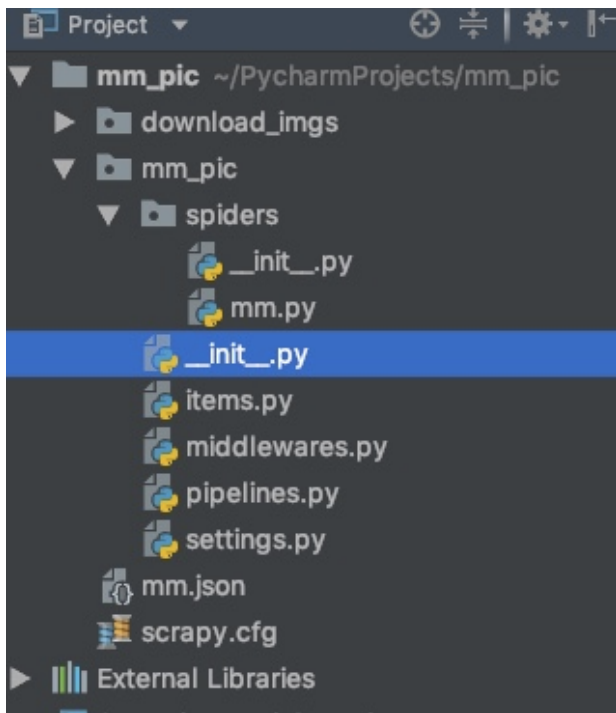 Project
mm_pic ~/PycharmProjects/mm_pic
download_imgs
mm_pic
spiders
__init__.py
mm.py
__init__.py
items.py
middlewares.py
pipelines.py
settings.py
mm.json
scrapy.cfg
External Libraries